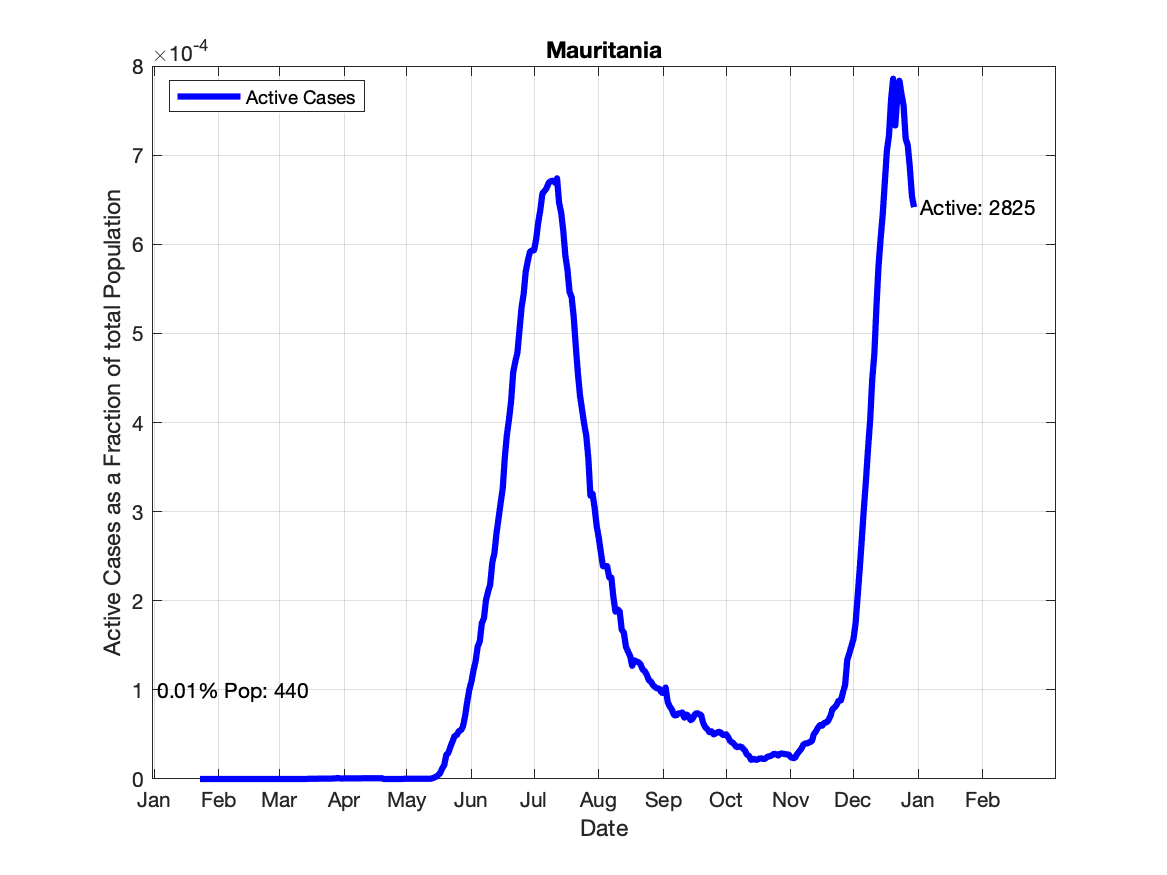 Mauritania
×10⁻⁴
8
7
6
5
4
3
2
1
0
Active Cases
Active: 2825
0.01% Pop: 440
Active Cases as a Fraction of total Population
Jan Feb Mar Apr May Jun Jul Aug Sep Oct Nov Dec Jan Feb
Date